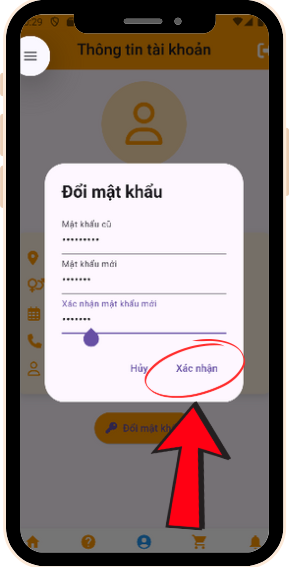 :29
Thông tin tài khoản
Đổi mật khẩu
Mật khẩu cũ
•••••••••
Mật khẩu mới
•••••••
Xác nhận mật khẩu mới
•••••••
Hủy
Xác nhận
Đổi mật kh